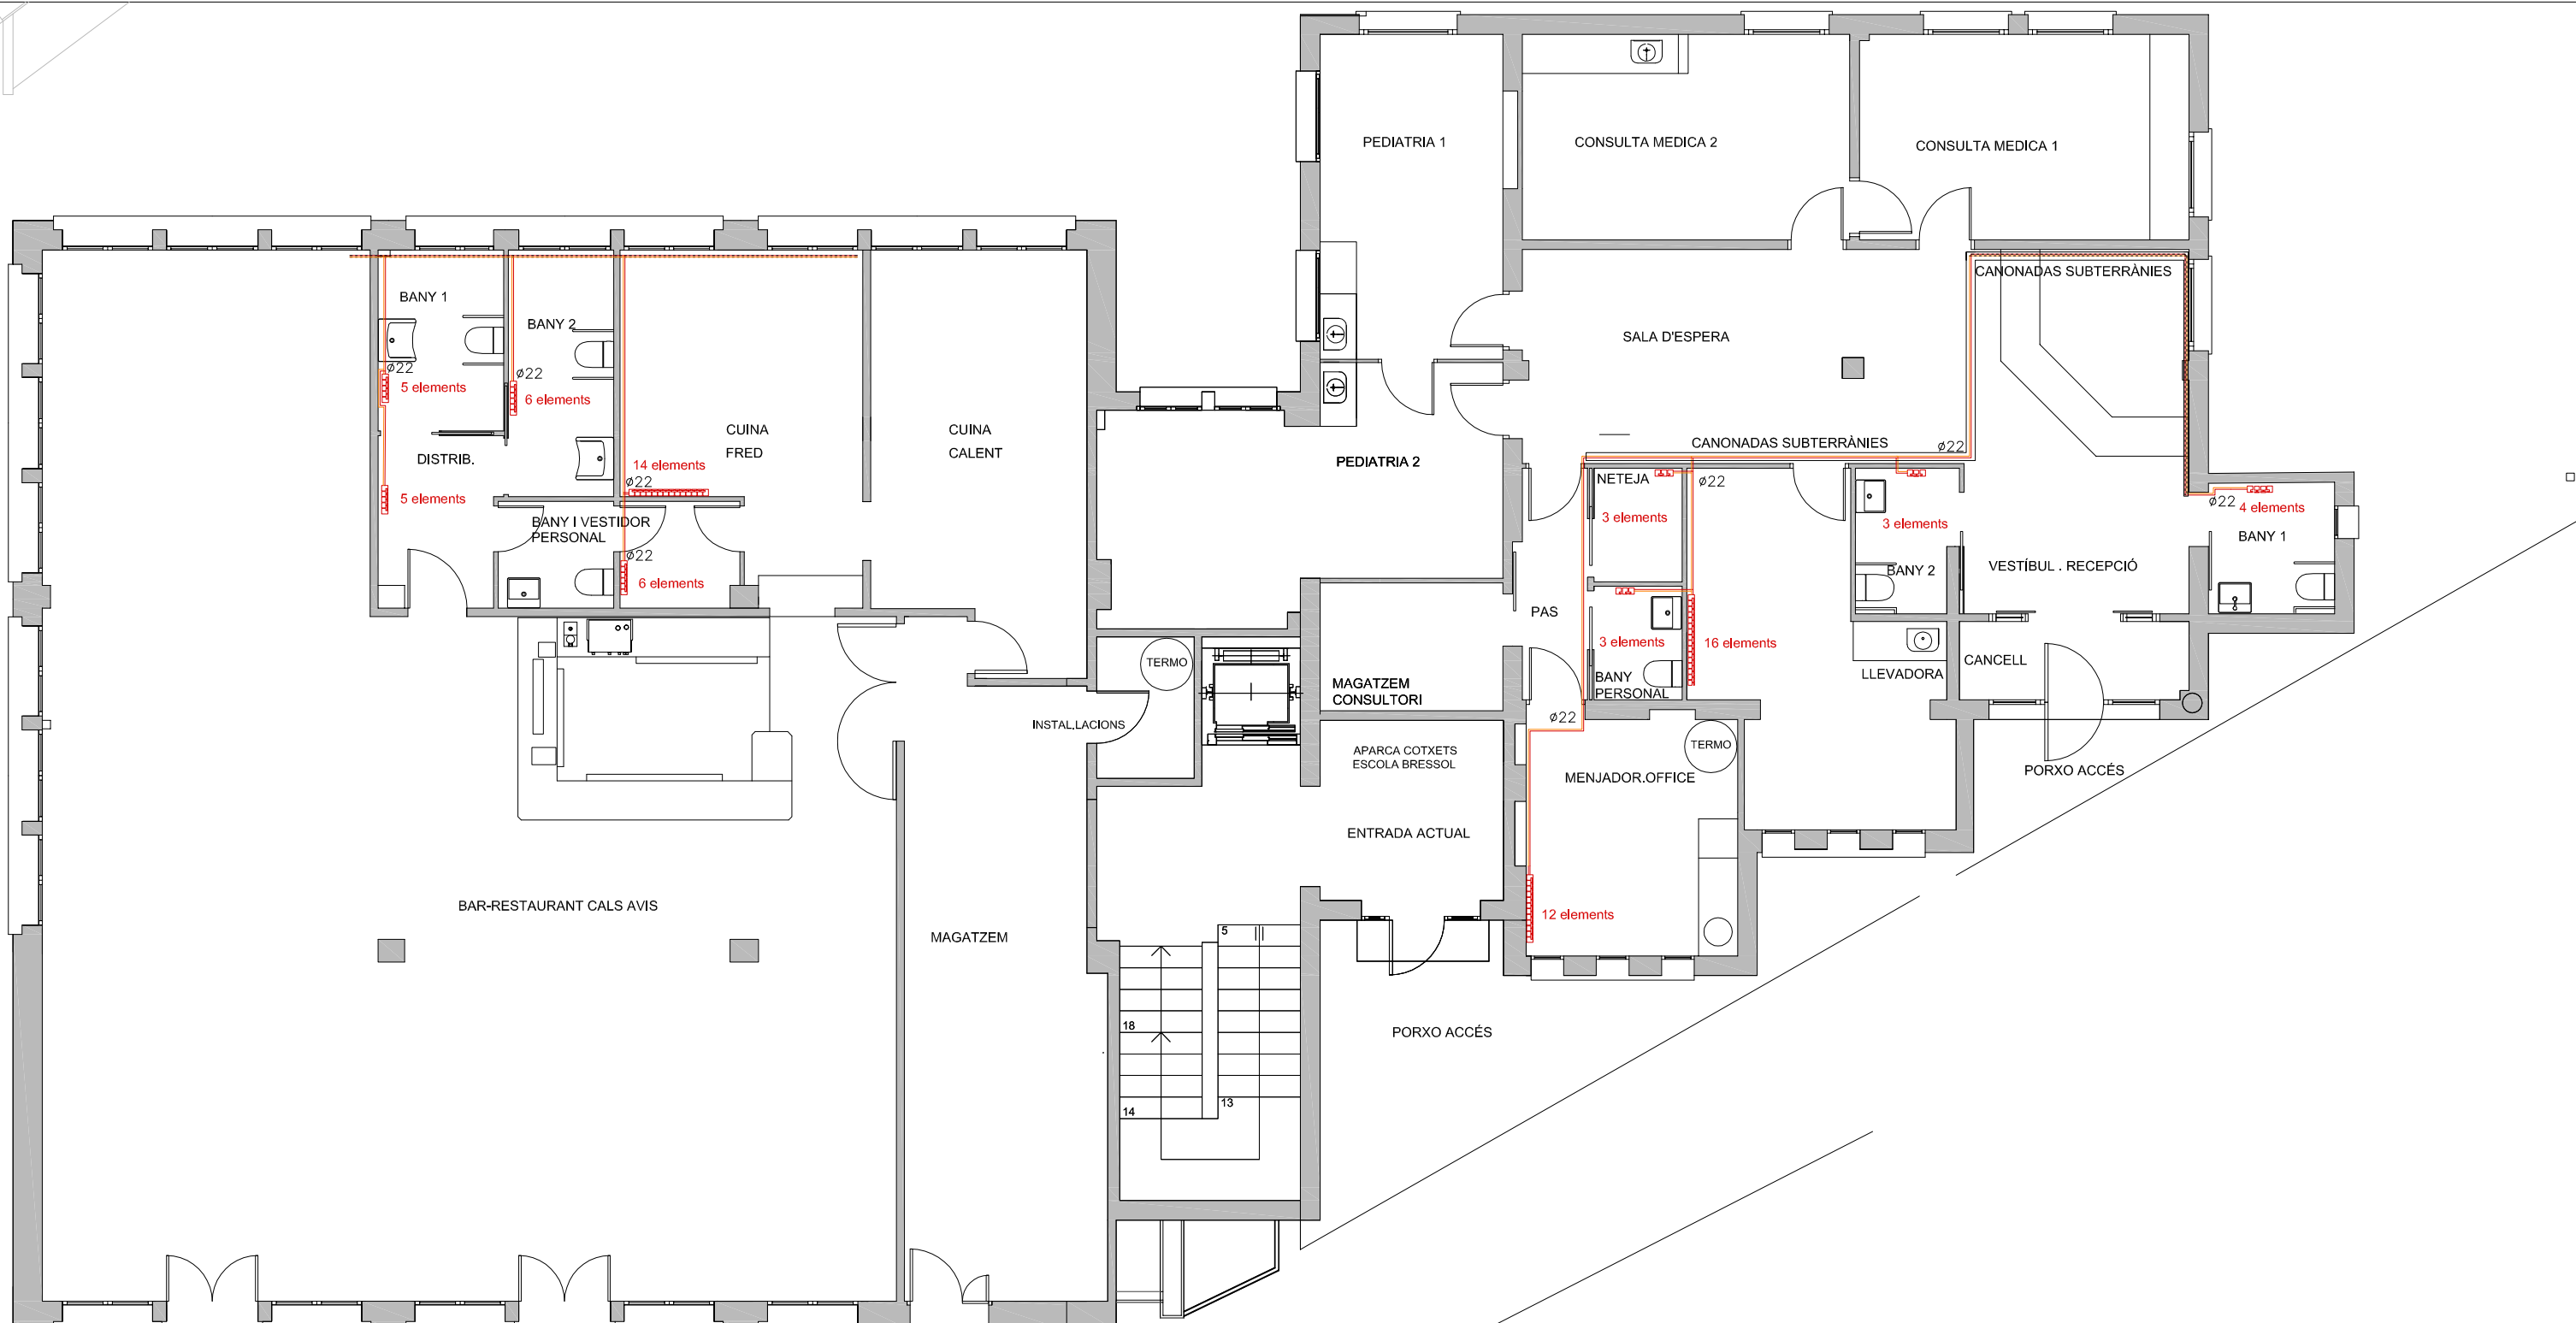 PEDIATRIA 1
CONSULTA MEDICA 2
CONSULTA MEDICA 1
CANONADAS SUBTERRÀNIES
BANY 1
BANY 2
SALA D'ESPERA
ø22
5 elements
ø22
6 elements
CUINA
FRED
CUINA
CALENT
DISTRIB.
14 elements
ø22
5 elements
PEDIATRIA 2
CANONADAS SUBTERRÀNIES
ø22
NETEJA
ø22
3 elements
3 elements
ø22
4 elements
BANY 1
BANY I VESTIDOR
PERSONAL
ø22
6 elements
BANY 2
VESTÍBUL . RECEPCIÓ
PAS
3 elements
16 elements
BANY
PERSONAL
LLEVADORA
CANCELL
TERMO
MAGATZEM
CONSULTORI
INSTAL.LACIONS
ø22
APARCA COTXETS
ESCOLA BRESSOL
TERMO
MENJADOR.OFFICE
PORXO ACCÉS
ENTRADA ACTUAL
BAR-RESTAURANT CALS AVIS
MAGATZEM
12 elements
5
18
PORXO ACCÉS
14
13